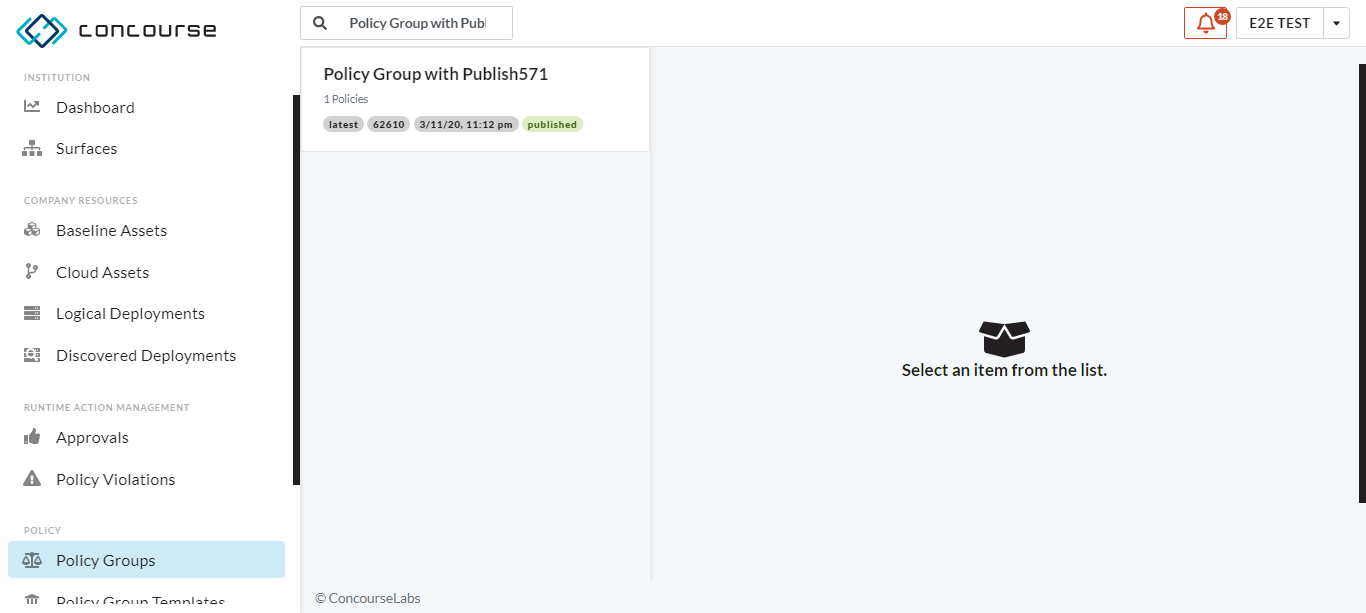 concourse
Policy Group with Publ
18
E2E TEST
INSTITUTION
Dashboard
Surfaces
COMPANY RESOURCES
Baseline Assets
Cloud Assets
Logical Deployments
Discovered Deployments
RUNTIME ACTION MANAGEMENT
Approvals
Policy Violations
POLICY
Policy Groups
Policy Group Templates
Policy Group with Publish571
1 Policies
latest 62610 3/11/20, 11:12 pm published
Select an item from the list.
© ConcourseLabs